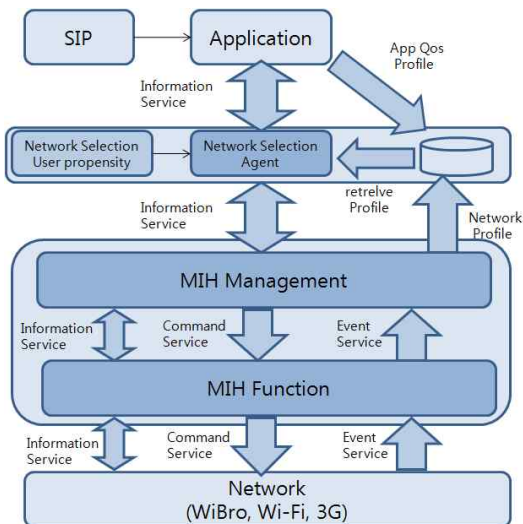 SIP
Application
App Qos
Profile
Information
Service
Network Selection
User propensity
Network Selection
Agent
retrelve
Profile
Information
Service
Network
Profile
MIH Management
Information
Service
Command
Service
Event
Service
MIH Function
Information
Service
Command
Service
Event
Service
Network
(WiBro, Wi-Fi, 3G)